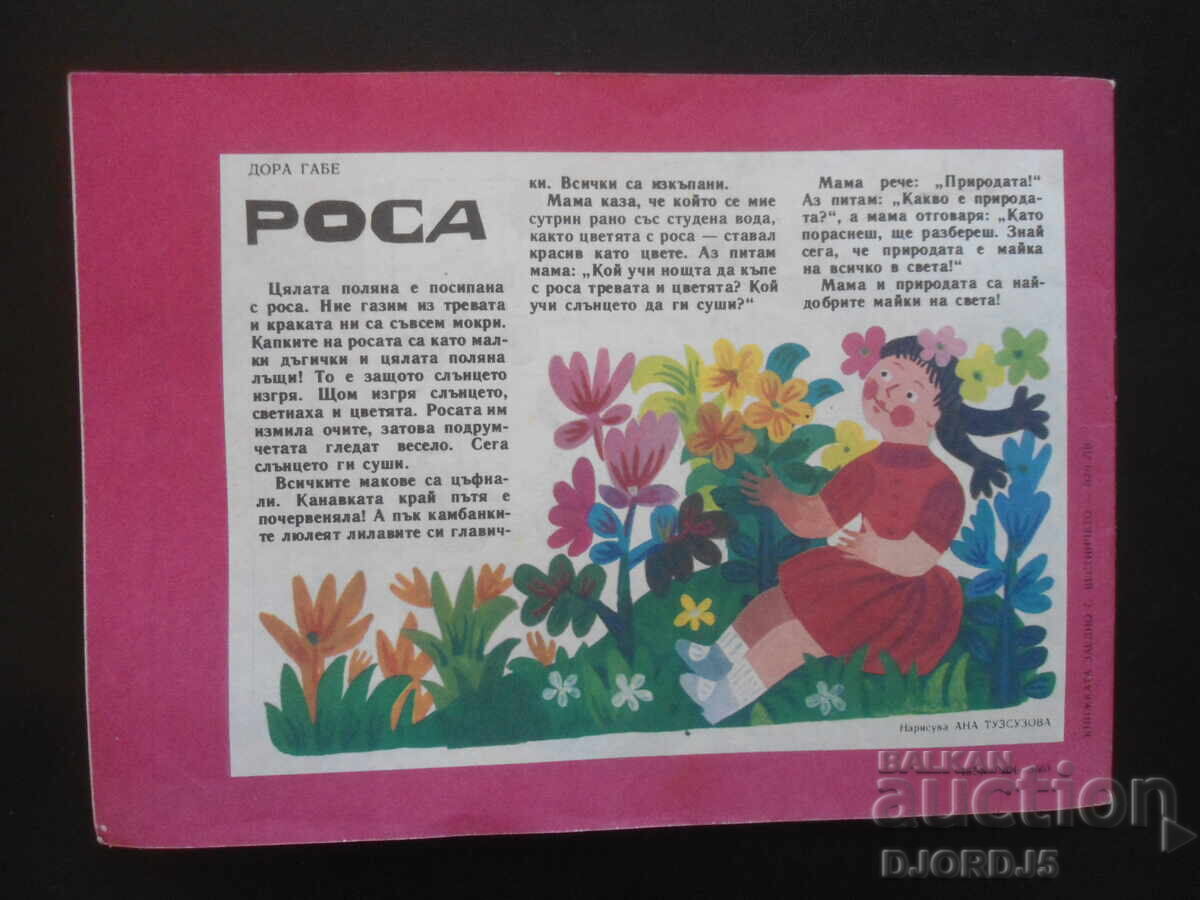 ДОРА ГАБЕ
РОСА
Цялата поляна е посипана
с роса. Ние газим из тревата
и краката ни са съвсем мокри.
Капките на росата са като мал-
ки дъгички и цялата поляна
лъщи! То е защото слънцето
изгря. Щом изгря слънцето,
светнаха и цветята. Росата им
измила очите, затова подрумче-
четата гледат весело. Сега
слънцето ги суши.
Всичките макове са цъфна-
ли. Канавката край пътя е
почервеняла! А пък камбанки-
те люлеят лилавите си главич-
ки. Всички са изкъпани.
Мама каза, че който се мие
сутрин рано със студена вода,
както цветята с роса — ставал
красив като цвете. Аз питам
мама: „Кой учи нощта да къпе
с роса тревата и цветята? Кой
учи слънцето да ги суши?“
Мама рече: „Природата!“
Аз питам: „Какво е природа-
та?“, а мама отговаря: „Като
пораснеш, ще разбереш. Знай
сега, че природата е майка
на всичко в света!“
Мама и природата са най-
добрите майки на света!
Нарисува АНА ТУЗСУЗОВА
КНИЖКАТА ЗАЕДНО С ВЕСТНИЧЕТО
BALKAN
auction
DJORDJ5